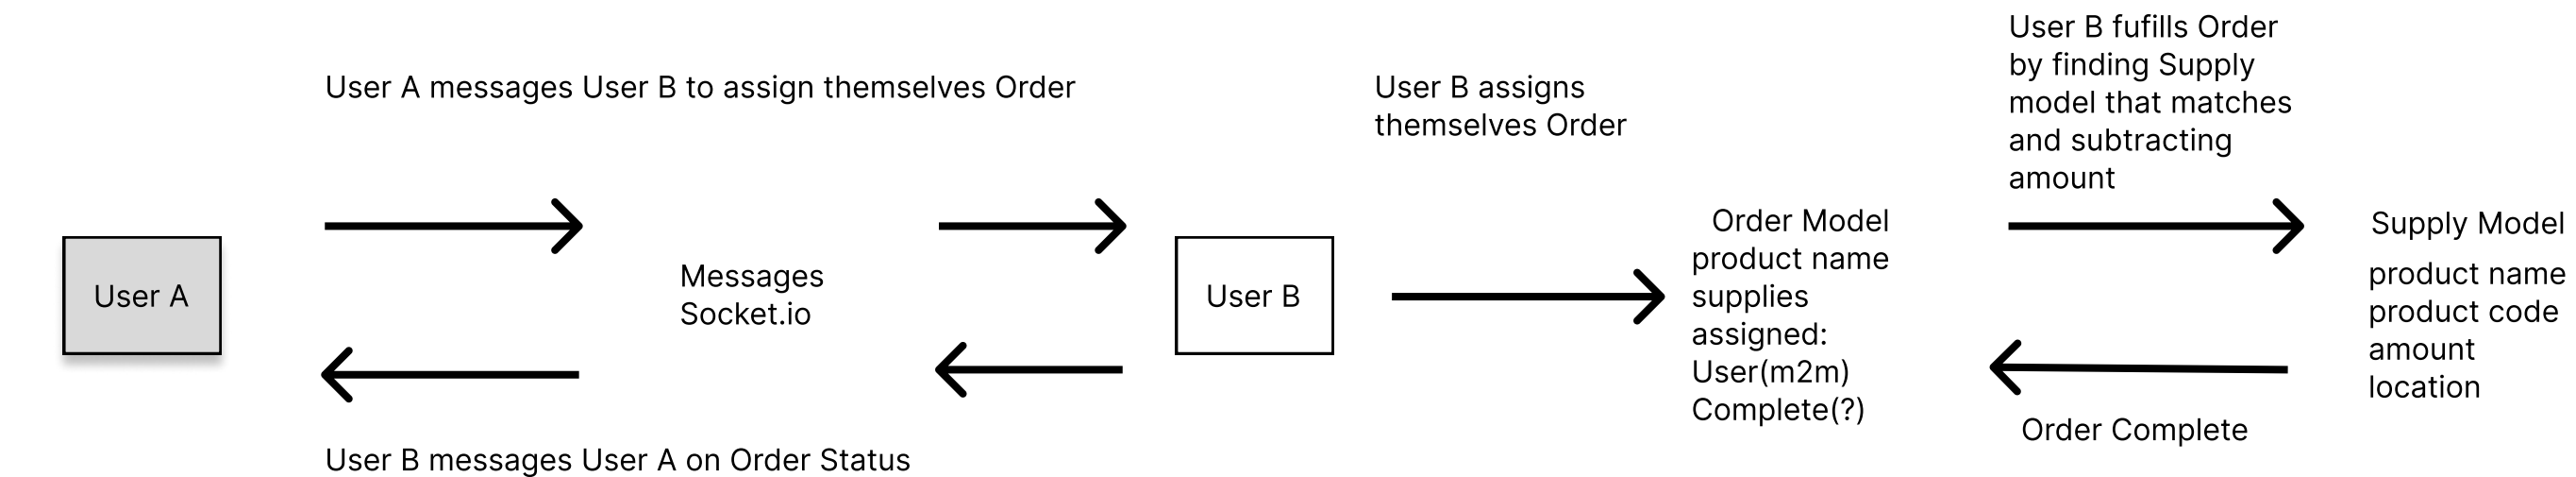 User A messages User B to assign themselves Order
User A
Messages
Socket.io
User B messages User A on Order Status
User B
User B assigns
themselves Order
Order Model
product name
supplies
assigned:
User(m2m)
Complete(?)
User B fufills Order
by finding Supply
model that matches
and subtracting
amount
Order Complete
Supply Model
product name
product code
amount
location